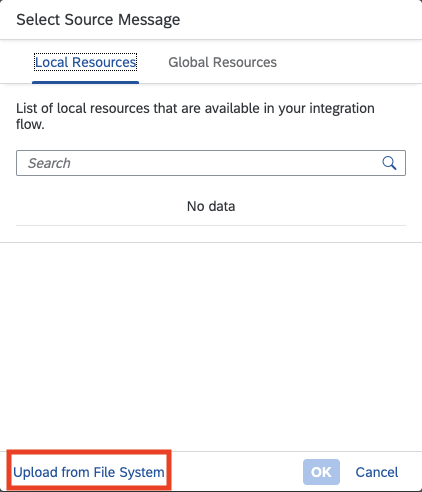 Select Source Message
Local Resources Global Resources
List of local resources that are available in your integration
flow.
Search
No data
Upload from File System OK Cancel